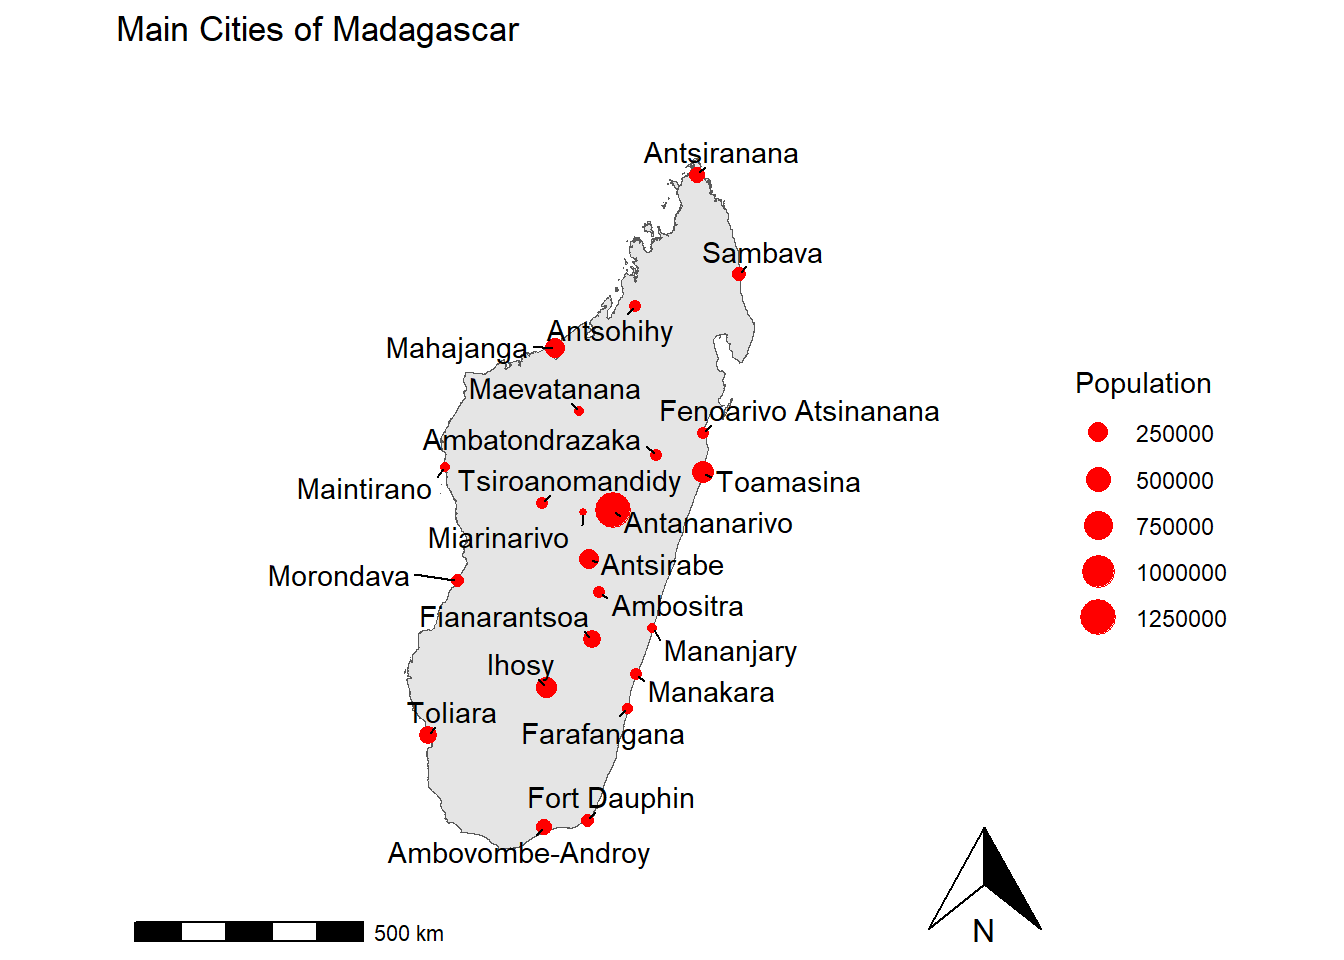 Main Cities of Madagascar
Antsiranana
Sambava
Antsohihy
Mahajanga
Population
Maevatanana
Fenoarivo Atsinanana
250000
Ambatondrazaka
Tsiroanomandidy
Toamasina
500000
Maintirano
Antananarivo
750000
Miarinarivo
Antsirabe
1000000
Morondava
Ambositra
Fianarantsoa
1250000
Mananjary
Ihosy
Manakara
Toliara
Farafangana
Fort Dauphin
Ambovombe-Androy
500 km
N